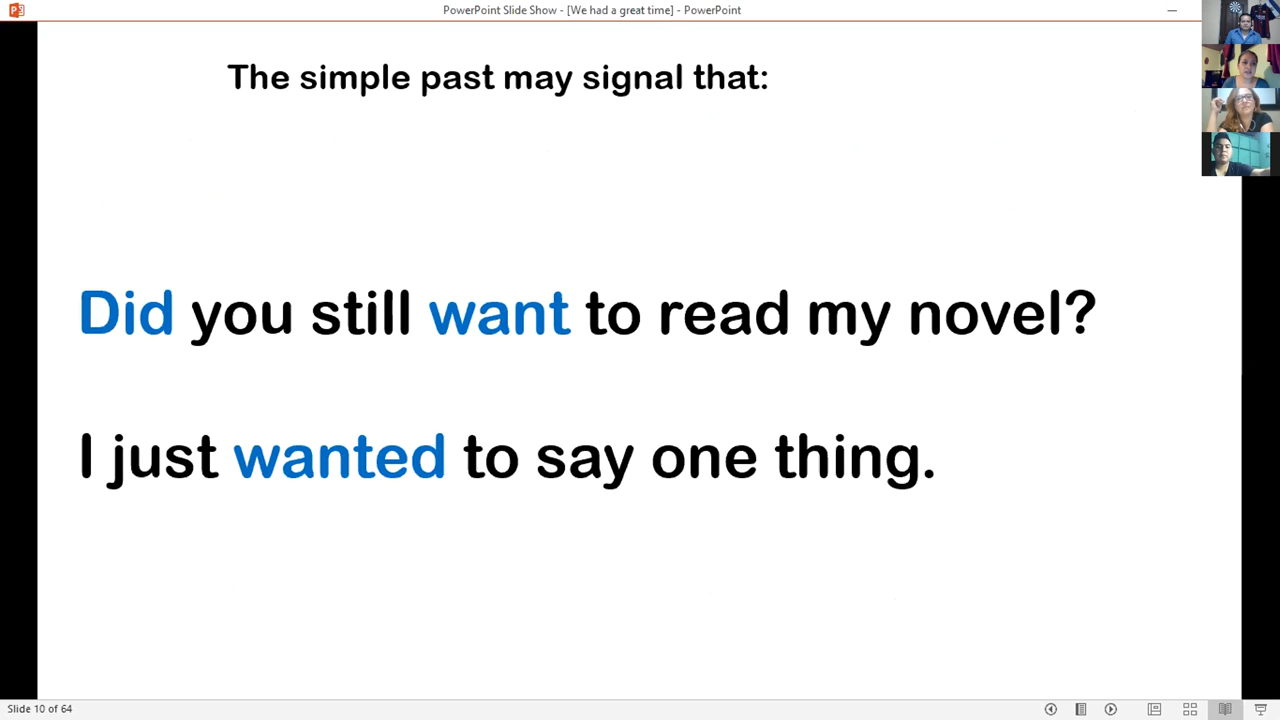 PowerPoint Slide Show - [We had a great time] - PowerPoint
The simple past may signal that:
Did you still want to read my novel?
I just wanted to say one thing.
Slide 10 of 64